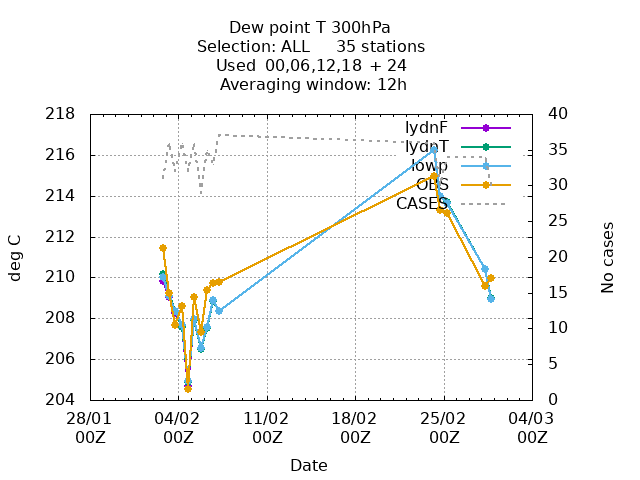 Dew point T 300hPa
Selection: ALL 35 stations
Used 00,06,12,18 + 24
Averaging window: 12h
218
216
214
212
210
208
206
204
40
35
30
25
20
15
10
5
0
lydnF
lydnT
lowp
OBS
CASES
deg C
No cases
28/01 04/02 11/02 18/02 25/02 04/03
00Z 00Z 00Z 00Z 00Z 00Z
Date